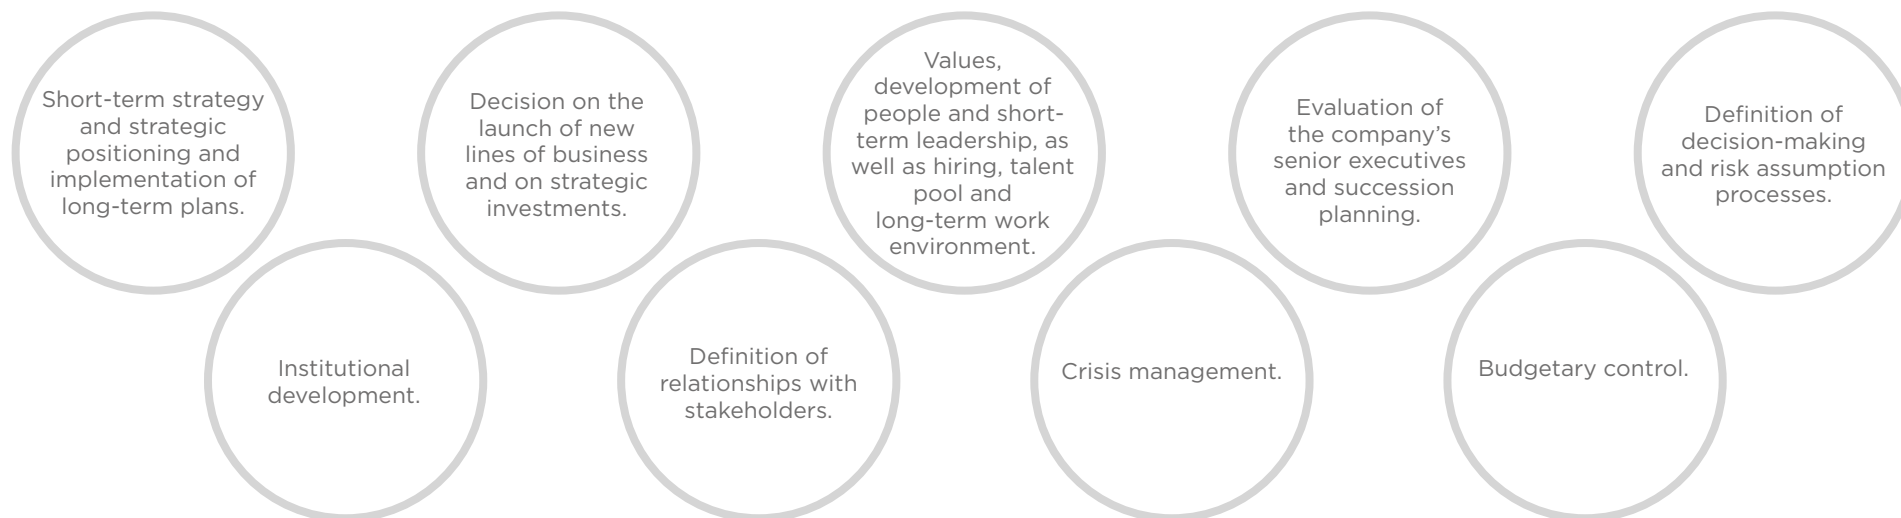 Short-term strategy
and strategic
positioning and
implementation of
long-term plans.
Decision on the
launch of new
lines of business
and on strategic
investments.
Values,
development of
people and short-
term leadership, as
well as hiring, talent
pool and
long-term work
environment.
Evaluation of
the company’s
senior executives
and succession
planning.
Definition of
decision-making
and risk assumption
processes.
Institutional
development.
Definition of
relationships with
stakeholders.
Crisis management.
Budgetary control.